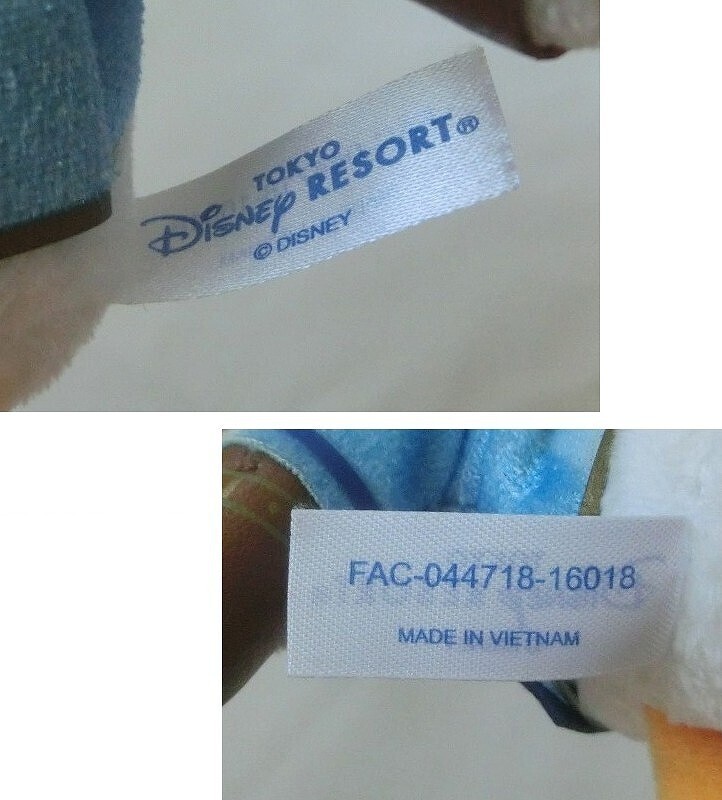 TOKYO
DISNEY RESORT®
© DISNEY
FAC-044718-16018
MADE IN VIETNAM